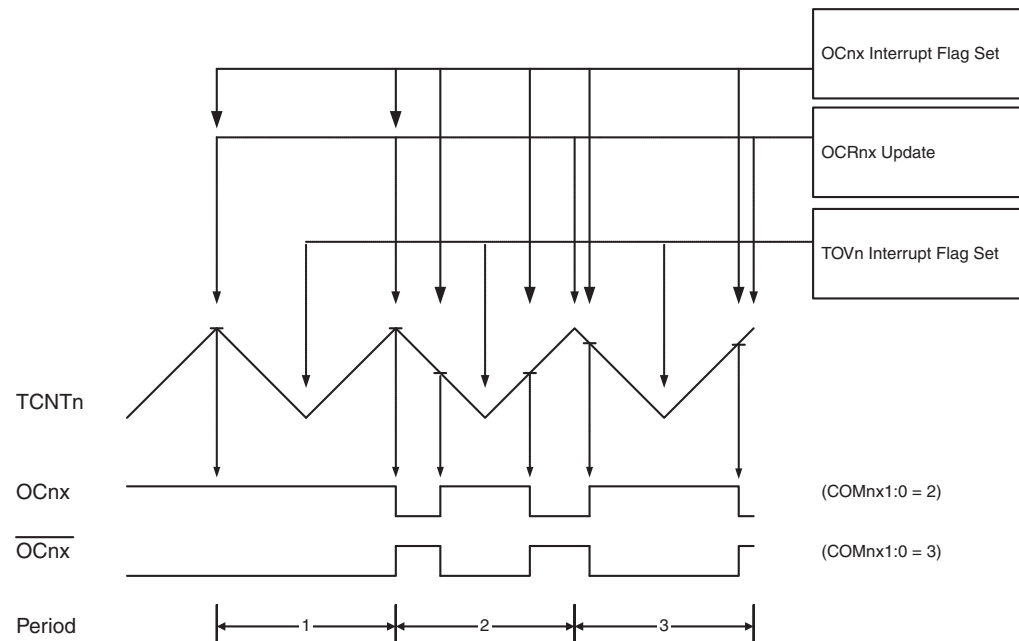 OCnx Interrupt Flag Set
OCRnx Update
TOVn Interrupt Flag Set
TCNTn
OCnx
(COMnx1:0 = 2)
OCnx
(COMnx1:0 = 3)
Period
1
2
3